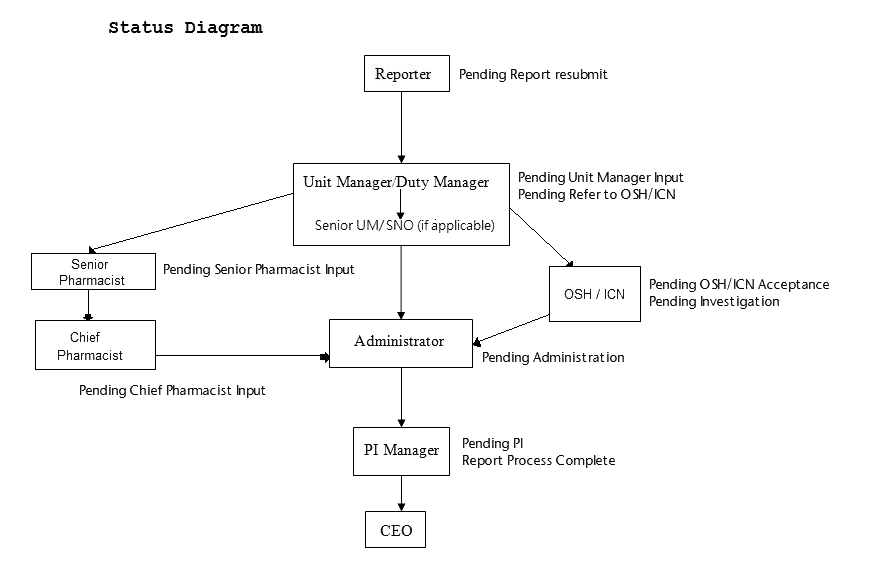 Status Diagram
Reporter
Pending Report resubmit
Unit Manager/Duty Manager
Senior UM/SNO (if applicable)
Pending Unit Manager Input
Pending Refer to OSH/ICN
Senior
Pharmacist
Pending Senior Pharmacist Input
OSH / ICN
Pending OSH/ICN Acceptance
Pending Investigation
Chief
Pharmacist
Pending Chief Pharmacist Input
Administrator
Pending Administration
PI Manager
Pending PI
Report Process Complete
CEO